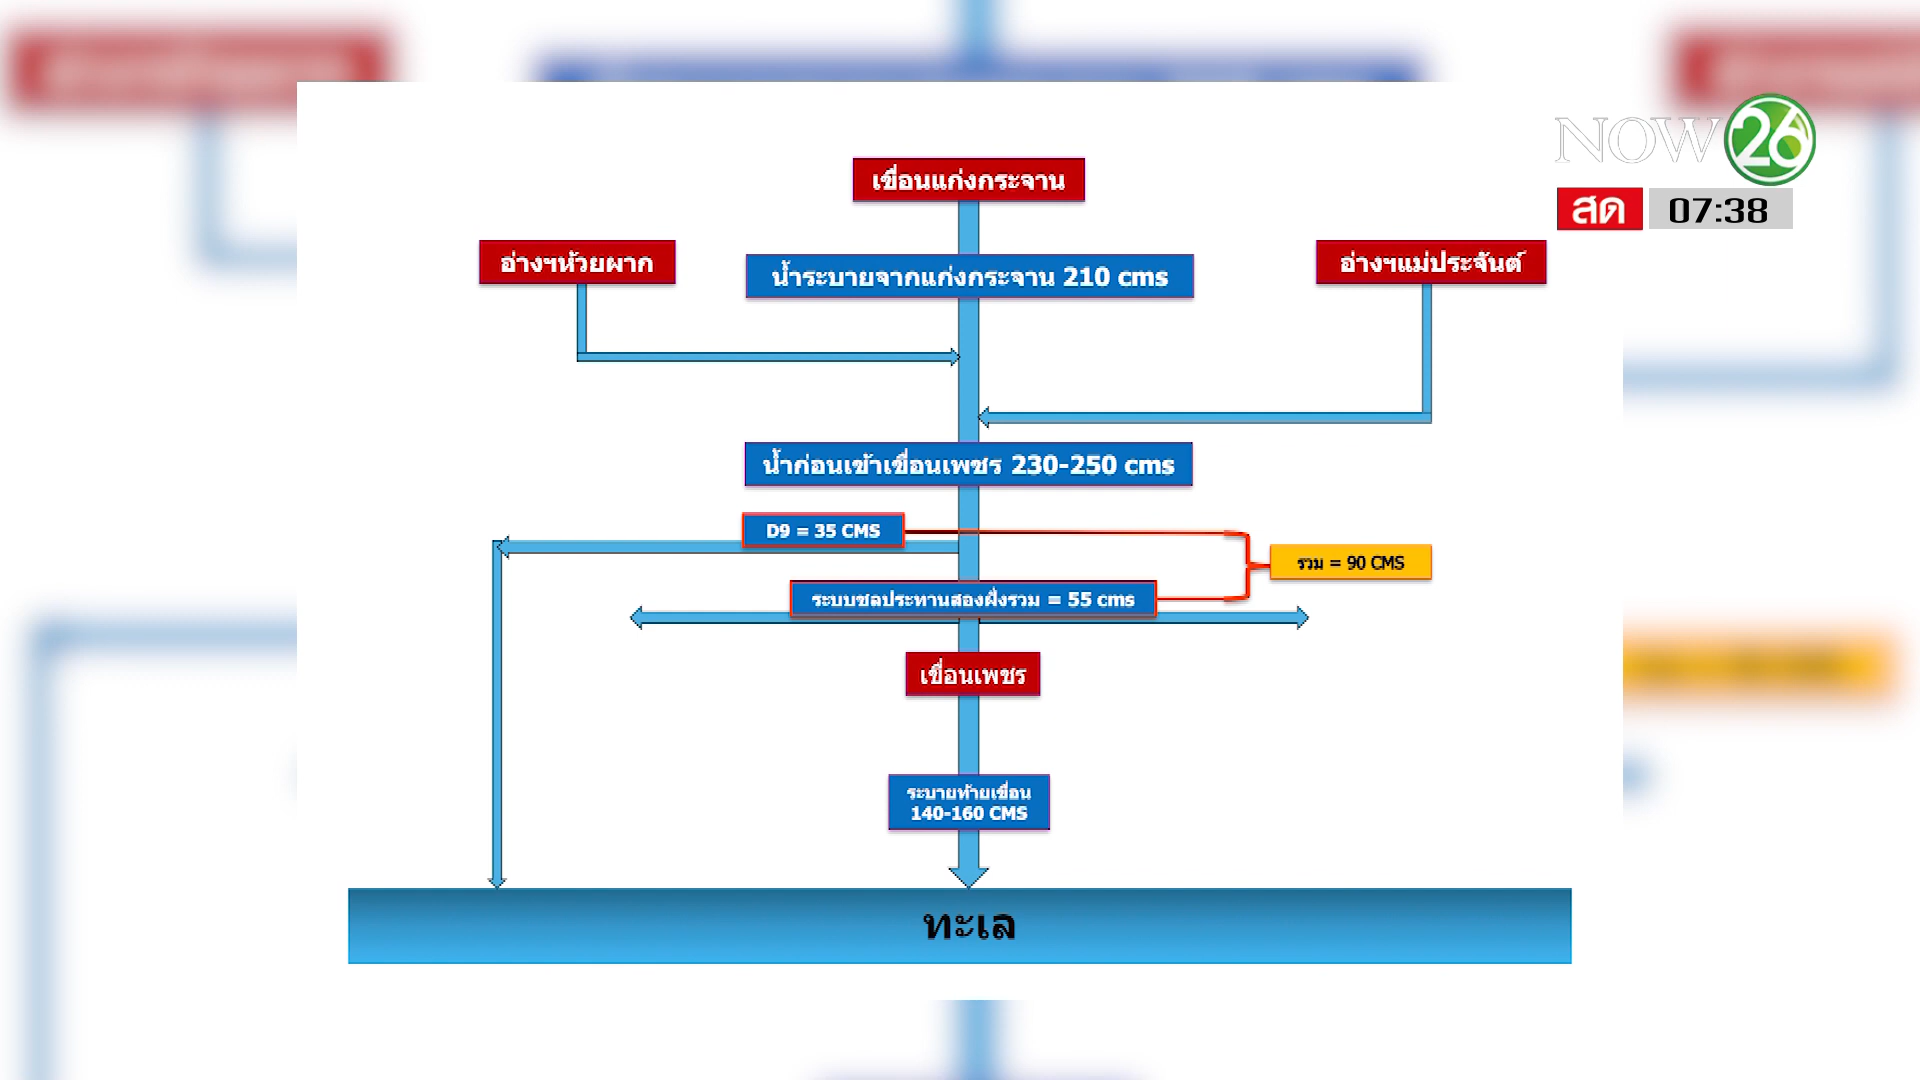 NOW 26
สด 07:38
เขื่อนแก่งกระจาน
อ่างฯห้วยผาก
น้ำระบายจากแก่งกระจาน 210 cms
อ่างฯแม่ประจันต์
น้ำก่อนเข้าเขื่อนเพชร 230-250 cms
D9 = 35 CMS
รวม = 90 CMS
ระบบชลประทานสองฝั่งรวม = 55 cms
เขื่อนเพชร
ระบายท้ายเขื่อน
140-160 CMS
ทะเล